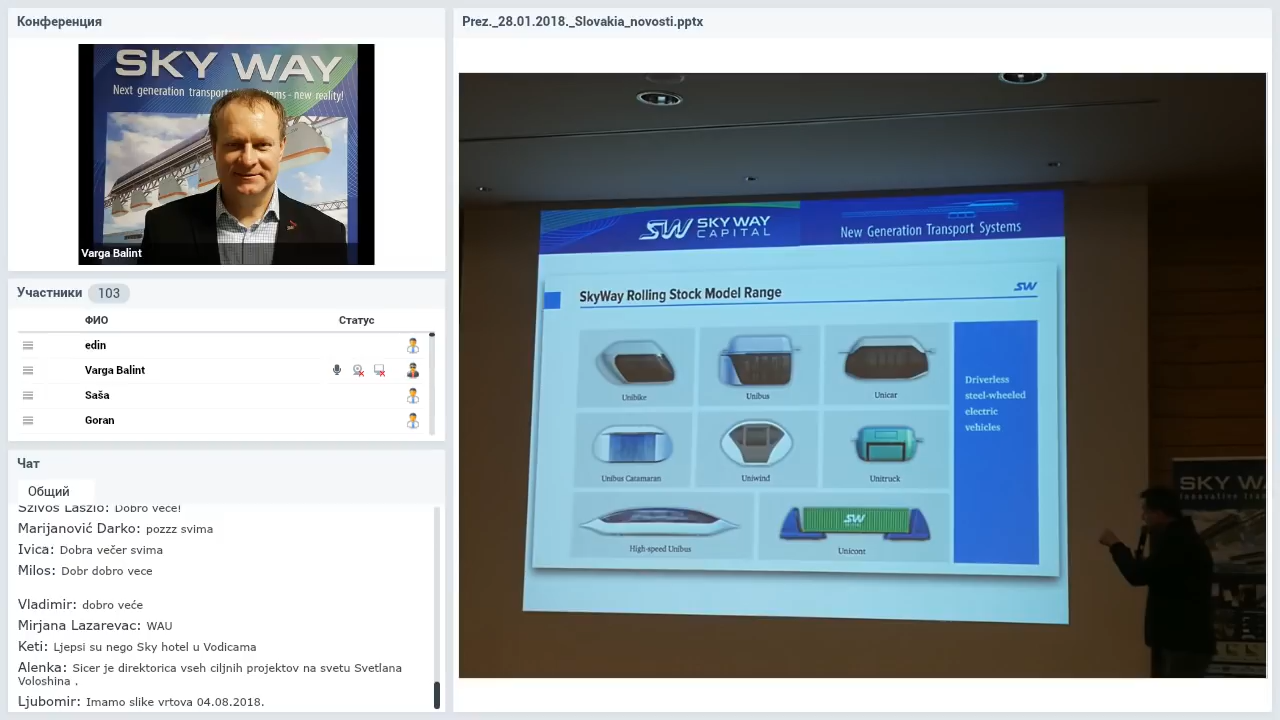 Конференция
SKY WAY
Next generation transport
ems - new reality!
Varga Balint
Участники 103
ФИО Статус
edin
Varga Balint
Saša
Goran
Чат
Общий
Szivos Laszlo: Dobro veče!
Marijanović Darko: pozzz svima
Ivica: Dobra večer svima
Milos: Dobr dobro vece
Vladimir: dobro veće
Mirjana Lazarevac: WAU
Keti: Ljepsi su nego Sky hotel u Vodicama
Alenka: Sicer je direktorica vseh ciljnih projektov na svetu Svetlana
Voloshina .
Ljubomir: Imamo slike vrtova 04.08.2018.
Prez._28.01.2018._Slovakia_novosti.pptx
SW SKY WAY
CAPITAL
New Generation Transport Systems
SkyWay Rolling Stock Model Range
SW
Unibike
Unibus
Unicar
Driverless
steel-wheeled
electric
vehicles
Unibus Catamaran
Uniwind
Unitruck
High-speed Unibus
SW
Unicont
SKY W
Innovative tra